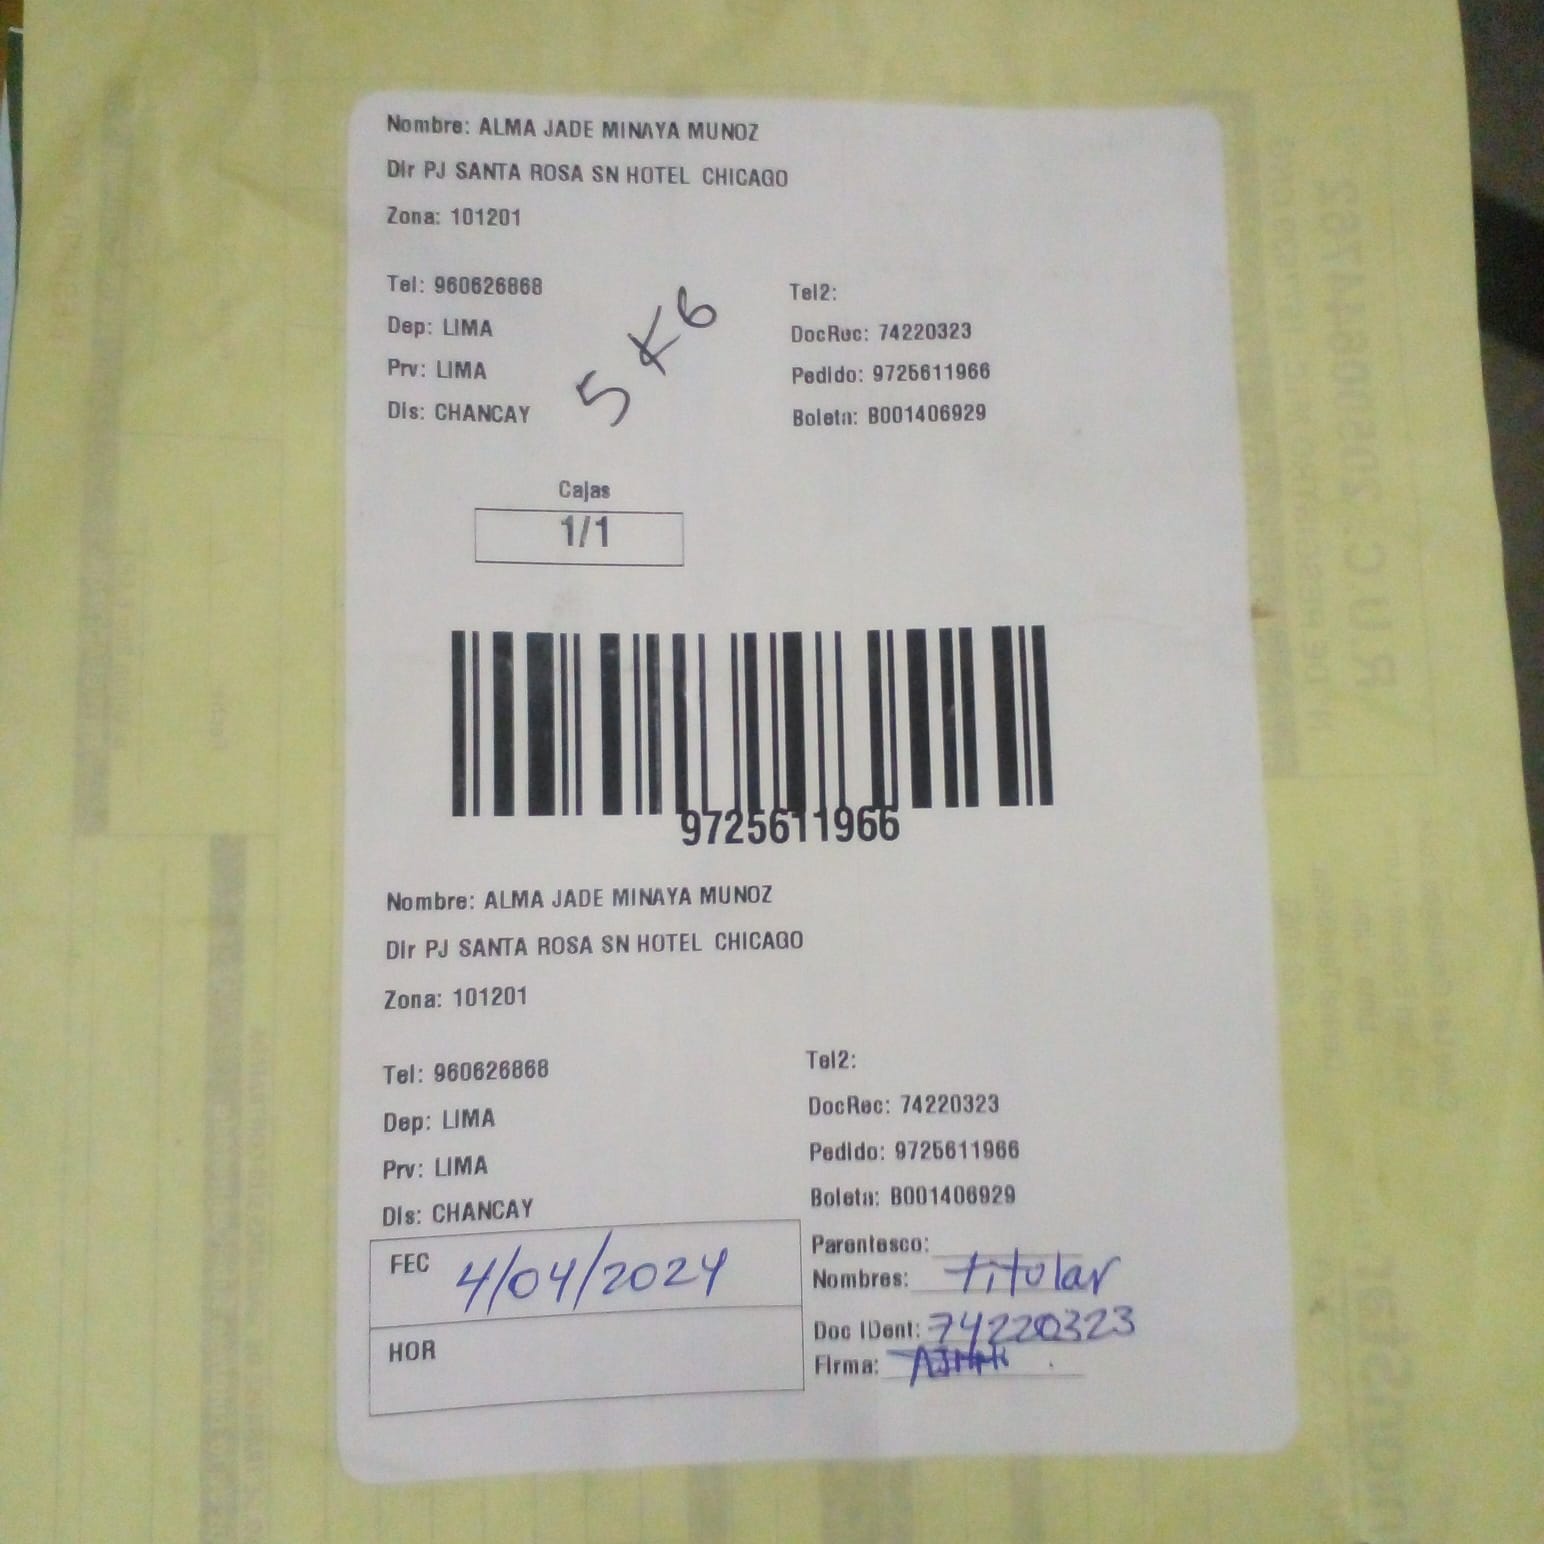 Nombre: ALMA JADE MINAYA MUNOZ
Dir PJ SANTA ROSA SN HOTEL CHICAGO
Zona: 101201
Tel: 960626868
Tel2:
Dep: LIMA
DocRec: 74220323
Prv: LIMA
Pedido: 9725611966
Dis: CHANCAY
Boleta: B001406929
5 K 6
Cajas
1/1
9725611966
Nombre: ALMA JADE MINAYA MUNOZ
Dir PJ SANTA ROSA SN HOTEL CHICAGO
Zona: 101201
Tel: 960626868
Tel2:
Dep: LIMA
DocRec: 74220323
Prv: LIMA
Pedido: 9725611966
Dis: CHANCAY
Boleta: B001406929
FEC 4/04/2024
HOR
Parentesco:
Nombres: titular
Doc IDent: 74220323
Firma:
R.U.C. 20510644762